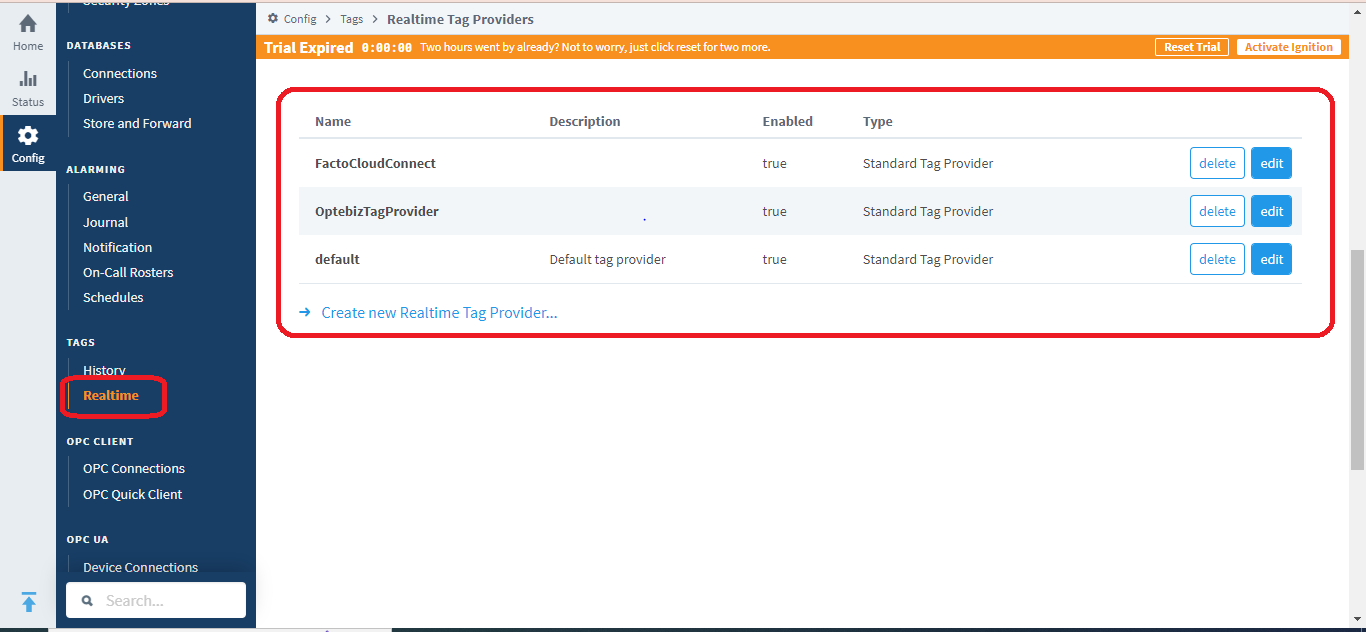 Security Zones
Home
Status
Config
DATABASES
Connections
Drivers
Store and Forward
ALARMING
General
Journal
Notification
On-Call Rosters
Schedules
TAGS
History
Realtime
OPC CLIENT
OPC Connections
OPC Quick Client
OPC UA
Device Connections
Search...
Config > Tags > Realtime Tag Providers
Trial Expired 0:00:00 Two hours went by already? Not to worry, just click reset for two more. Reset Trial Activate Ignition
Name Description Enabled Type
FactoCloudConnect true Standard Tag Provider delete edit
OptebizTagProvider true Standard Tag Provider delete edit
default Default tag provider true Standard Tag Provider delete edit
Create new Realtime Tag Provider...